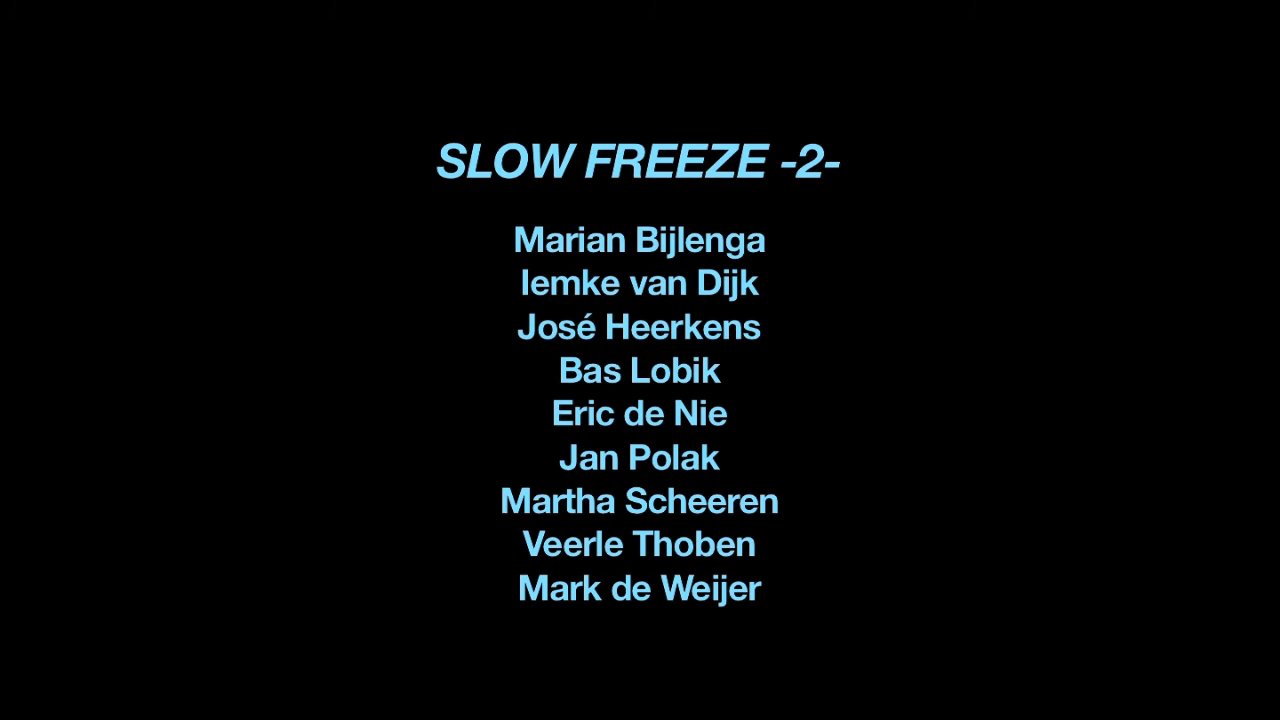 SLOW FREEZE -2-
Marian Bijlenga
Iemke van Dijk
José Heerkens
Bas Lobik
Eric de Nie
Jan Polak
Martha Scheeren
Veerle Thoben
Mark de Weijer